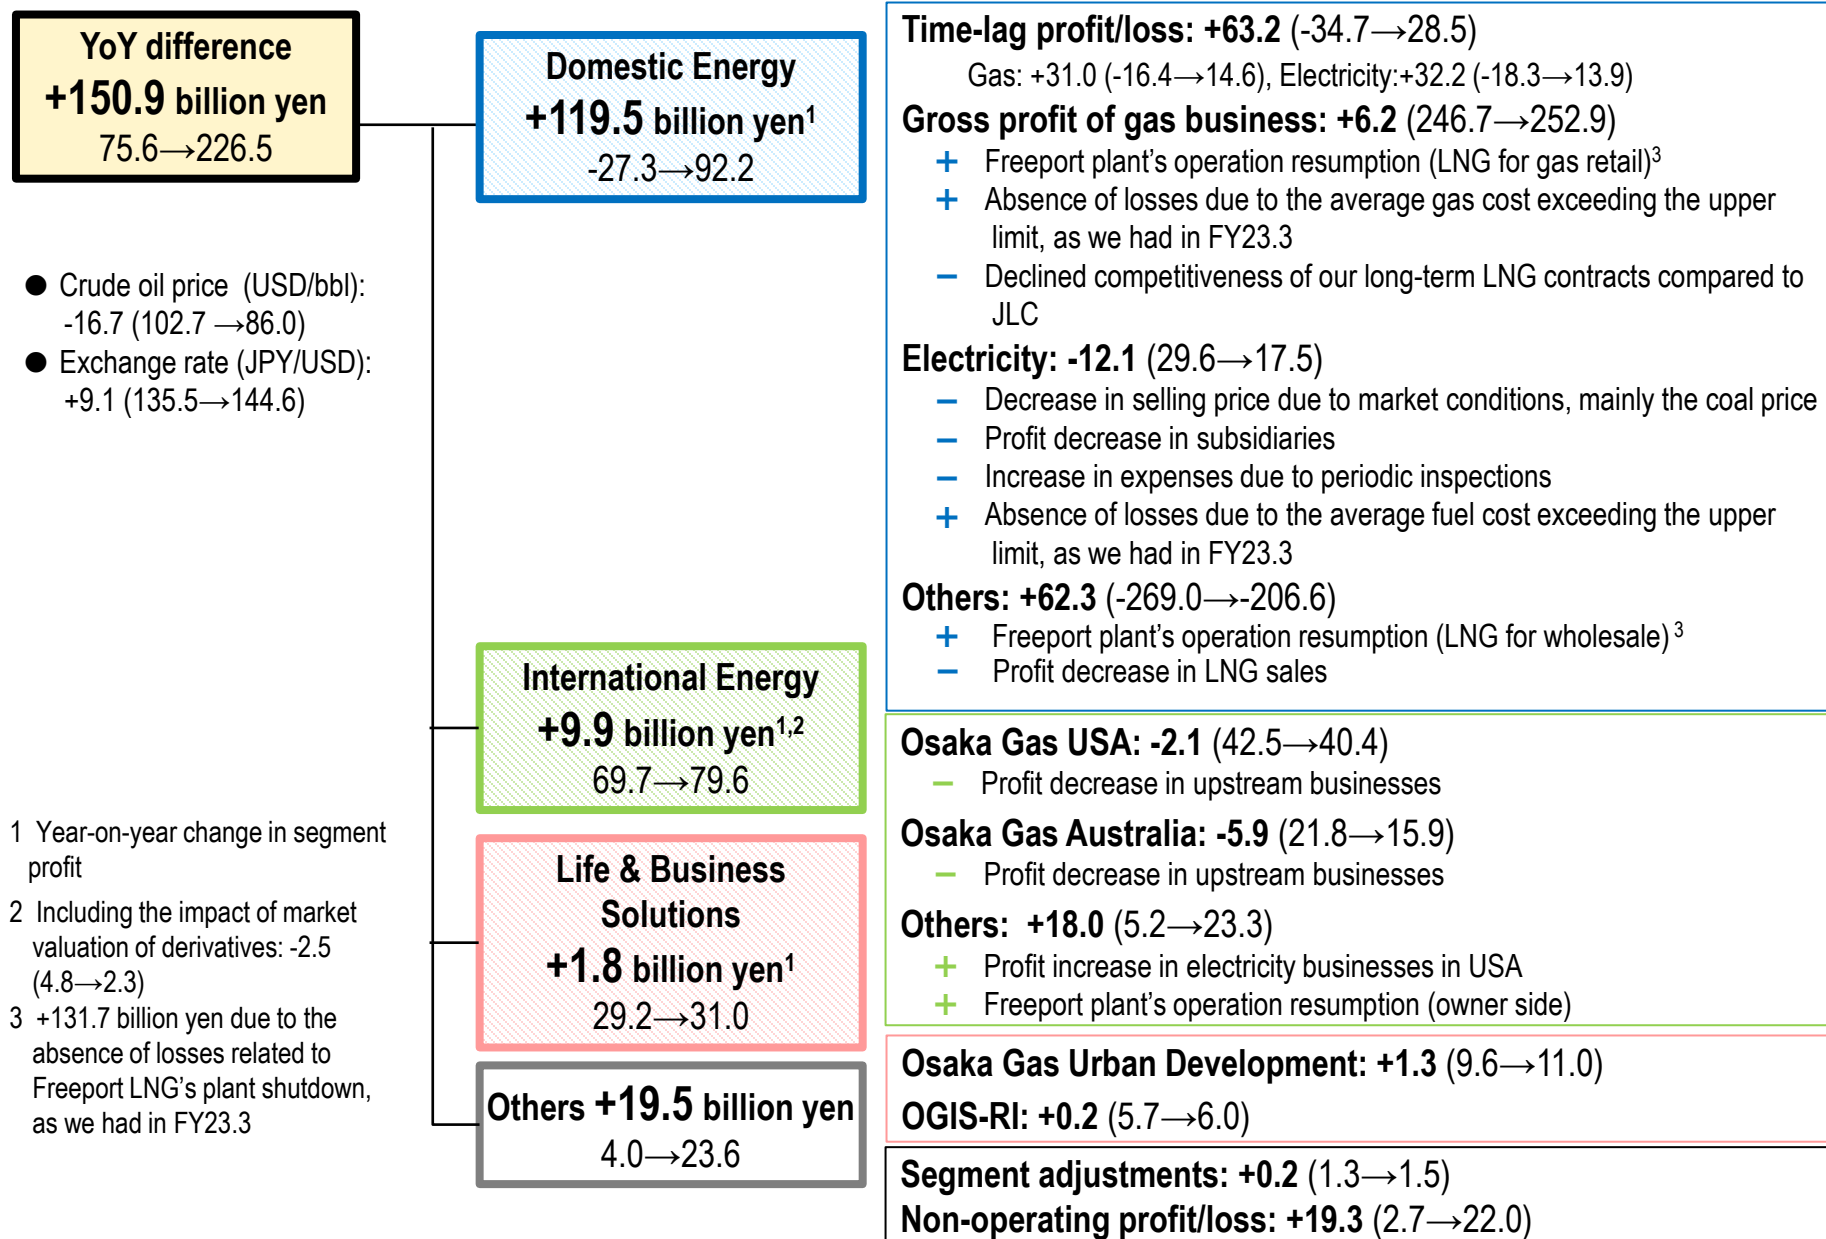 YoY difference
+150.9 billion yen
75.6→226.5
● Crude oil price (USD/bbl):
-16.7 (102.7 →86.0)
● Exchange rate (JPY/USD):
+9.1 (135.5→144.6)
1 Year-on-year change in segment
profit
2 Including the impact of market
valuation of derivatives: -2.5
(4.8→2.3)
3 +131.7 billion yen due to the
absence of losses related to
Freeport LNG's plant shutdown,
as we had in FY23.3
Domestic Energy
+119.5 billion yen1
-27.3→92.2
International Energy
+9.9 billion yen1,2
69.7→79.6
Life & Business
Solutions
+1.8 billion yen1
29.2→31.0
Others +19.5 billion yen
4.0→23.6
Time-lag profit/loss: +63.2 (-34.7→28.5)
Gas: +31.0 (-16.4→14.6), Electricity:+32.2 (-18.3→13.9)
Gross profit of gas business: +6.2 (246.7→252.9)
+ Freeport plant's operation resumption (LNG for gas retail)3
+ Absence of losses due to the average gas cost exceeding the upper
limit, as we had in FY23.3
− Declined competitiveness of our long-term LNG contracts compared to
JLC
Electricity: -12.1 (29.6→17.5)
− Decrease in selling price due to market conditions, mainly the coal price
− Profit decrease in subsidiaries
− Increase in expenses due to periodic inspections
+ Absence of losses due to the average fuel cost exceeding the upper
limit, as we had in FY23.3
Others: +62.3 (-269.0→-206.6)
+ Freeport plant's operation resumption (LNG for wholesale) 3
− Profit decrease in LNG sales
Osaka Gas USA: -2.1 (42.5→40.4)
− Profit decrease in upstream businesses
Osaka Gas Australia: -5.9 (21.8→15.9)
− Profit decrease in upstream businesses
Others: +18.0 (5.2→23.3)
+ Profit increase in electricity businesses in USA
+ Freeport plant's operation resumption (owner side)
Osaka Gas Urban Development: +1.3 (9.6→11.0)
OGIS-RI: +0.2 (5.7→6.0)
Segment adjustments: +0.2 (1.3→1.5)
Non-operating profit/loss: +19.3 (2.7→22.0)